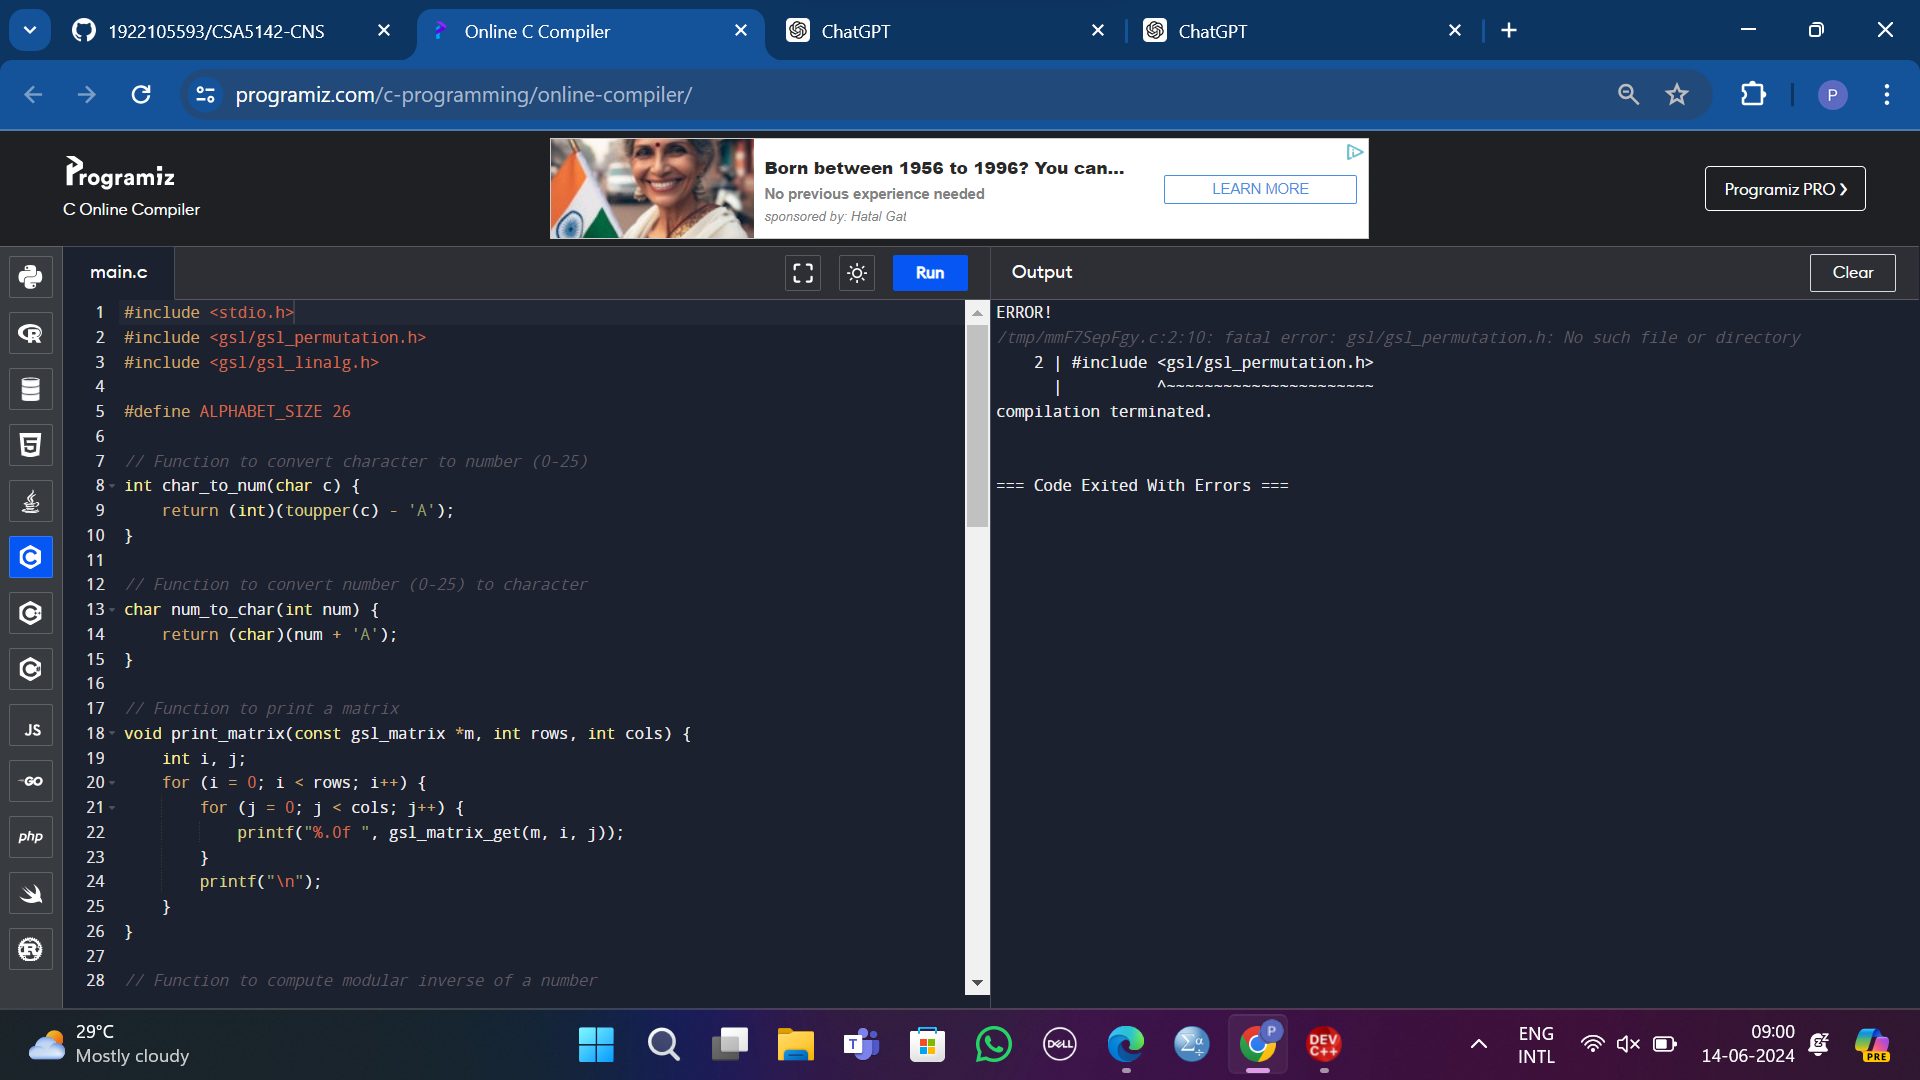 1922105593/CSA5142-CNS
Online C Compiler
ChatGPT
ChatGPT
programiz.com/c-programming/online-compiler/
P
Programiz
C Online Compiler
Born between 1956 to 1996? You can...
No previous experience needed
sponsored by: Hatal Gat
LEARN MORE
Programiz PRO
main.c
Run
Output
Clear
1 #include <stdio.h>
2 #include <gsl/gsl_permutation.h>
3 #include <gsl/gsl_linalg.h>
4
5 #define ALPHABET_SIZE 26
6
7 // Function to convert character to number (0-25)
8 int char_to_num(char c) {
9 return (int)(toupper(c) - 'A');
10 }
11
12 // Function to convert number (0-25) to character
13 char num_to_char(int num) {
14 return (char)(num + 'A');
15 }
16
17 // Function to print a matrix
18 void print_matrix(const gsl_matrix *m, int rows, int cols) {
19 int i, j;
20 for (i = 0; i < rows; i++) {
21 for (j = 0; j < cols; j++) {
22 printf("%.0f ", gsl_matrix_get(m, i, j));
23 }
24 printf("\n");
25 }
26 }
27
28 // Function to compute modular inverse of a number
ERROR!
/tmp/mmF7SepFgy.c:2:10: fatal error: gsl/gsl_permutation.h: No such file or directory
2 | #include <gsl/gsl_permutation.h>
| ^~~~~~~~~~~~~~~~~~~~~~~
compilation terminated.
=== Code Exited With Errors ===
JS
GO
php
29°C
Mostly cloudy
DELL
P
DEV
C++
ENG
INTL
09:00
14-06-2024
PRE